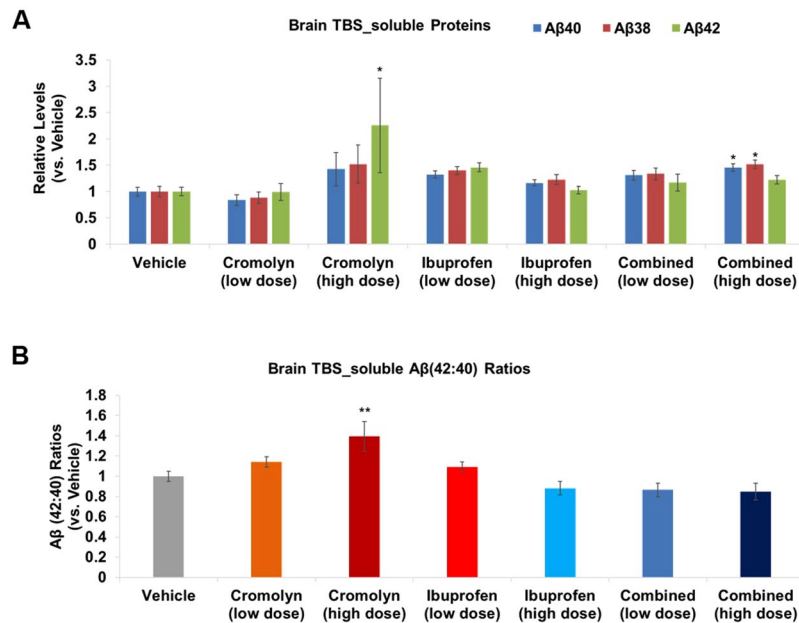 A
Brain TBS_soluble Proteins
Aβ40 Aβ38 Aβ42
Relative Levels
(vs. Vehicle)
3.5
3
2.5
2
1.5
1
0.5
0
*
* *
Vehicle Cromolyn Cromolyn Ibuprofen Ibuprofen Combined Combined
(low dose) (high dose) (low dose) (high dose) (low dose) (high dose)
B
Brain TBS_soluble Aβ(42:40) Ratios
Aβ (42:40) Ratios
(vs. Vehicle)
1.8
1.6
1.4
1.2
1
0.8
0.6
0.4
0.2
0
**
Vehicle Cromolyn Cromolyn Ibuprofen Ibuprofen Combined Combined
(low dose) (high dose) (low dose) (high dose) (low dose) (high dose)